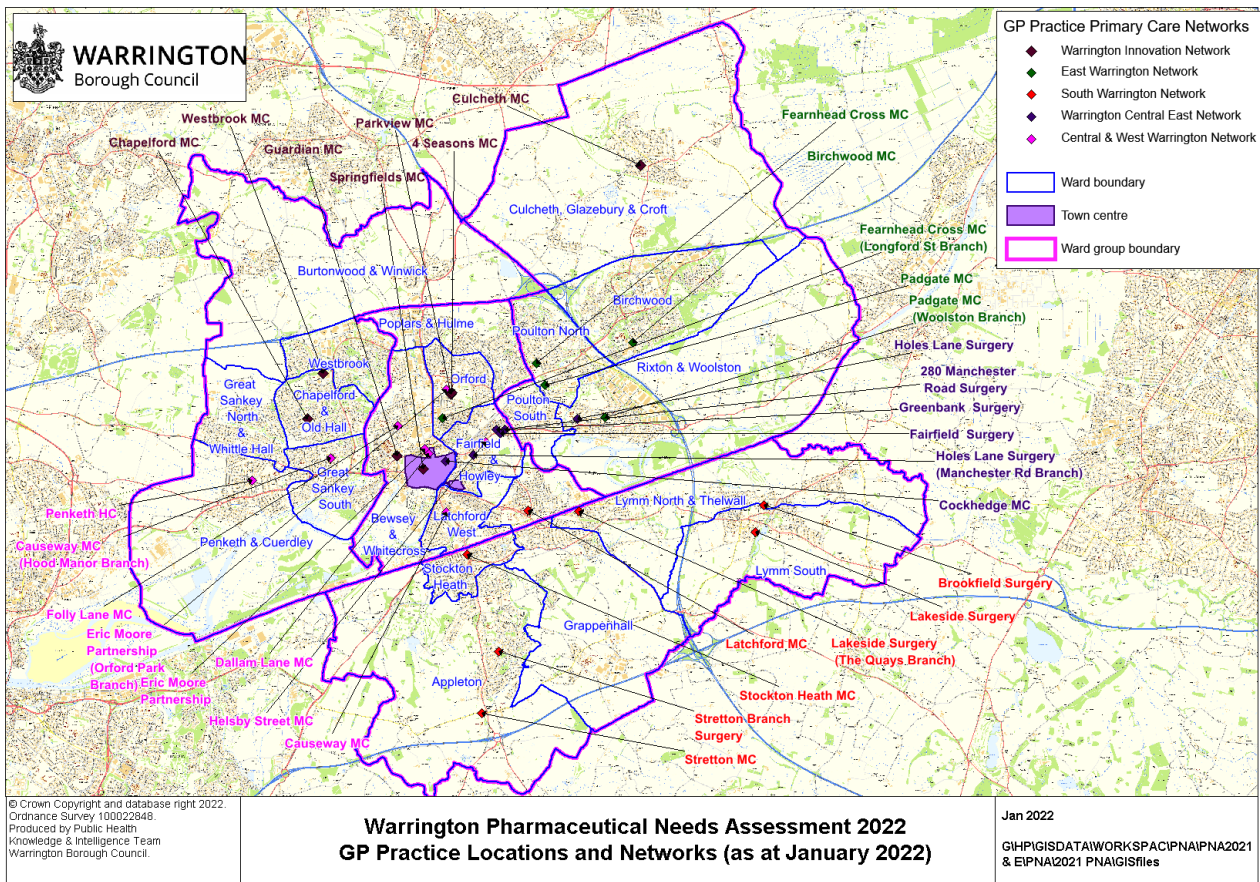 WARRINGTON
Borough Council
GP Practice Primary Care Networks
Warrington Innovation Network
East Warrington Network
South Warrington Network
Warrington Central East Network
Central & West Warrington Network
Ward boundary
Town centre
Ward group boundary
Culcheth MC
Westbrook MC
Parkview MC
Chapelford MC
Guardian MC
4 Seasons MC
Springfields MC
Fearnhead Cross MC
Birchwood MC
Fearnhead Cross MC
(Longford St Branch)
Padgate MC
Padgate MC
(Woolston Branch)
Holes Lane Surgery
280 Manchester
Road Surgery
Greenbank Surgery
Fairfield Surgery
Holes Lane Surgery
(Manchester Rd Branch)
Cockhedge MC
Culcheth, Glazebury & Croft
Burtonwood & Winwick
Birchwood
Poplars & Hulme
Poulton North
Rixton & Woolston
Westbrook
Orford
Great
Sankey
North
&
Whittle Hall
Chapelford
&
Old Hall
Poulton
South
Fairfield
&
Howley
Great
Sankey
South
Lymm North & Thelwall
Bewsey
&
Whitecross
Latchford
West
Penketh & Cuerdley
Stockton
Heath
Lymm South
Grappenhall
Appleton
Penketh HC
Causeway MC
(Hood Manor Branch)
Folly Lane MC
Eric Moore
Partnership
(Orford Park
Branch)
Eric Moore
Partnership
Dallam Lane MC
Helsby Street MC
Causeway MC
Brookfield Surgery
Lakeside Surgery
Latchford MC
Lakeside Surgery
(The Quays Branch)
Stockton Heath MC
Stretton Branch
Surgery
Stretton MC
© Crown Copyright and database right 2022.
Ordnance Survey 100022848.
Produced by Public Health
Knowledge & Intelligence Team
Warrington Borough Council.
Warrington Pharmaceutical Needs Assessment 2022
GP Practice Locations and Networks (as at January 2022)
Jan 2022
G\HP\GISDATA\WORKSPAC\PNA\PNA2021
& E\PNA\2021 PNA\GISfiles